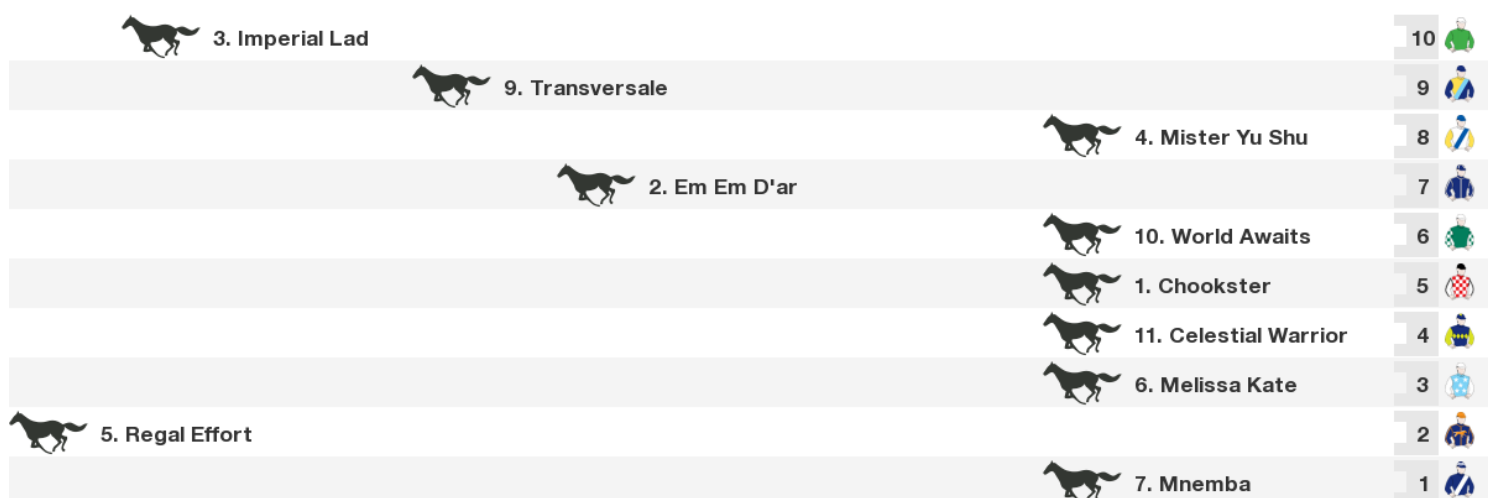 3. Imperial Lad 10
9. Transversale 9
4. Mister Yu Shu 8
2. Em Em D'ar 7
10. World Awaits 6
1. Chookster 5
11. Celestial Warrior 4
6. Melissa Kate 3
5. Regal Effort 2
7. Mnemba 1